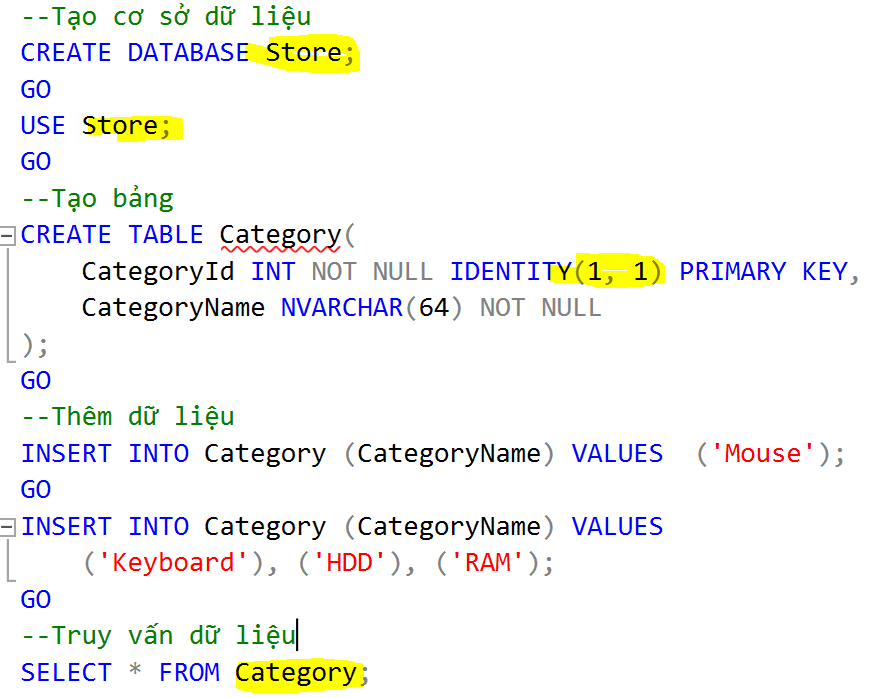 --Tạo cơ sở dữ liệu
CREATE DATABASE Store;
GO
USE Store;
GO
--Tạo bảng
CREATE TABLE Category(
    CategoryId INT NOT NULL IDENTITY(1, 1) PRIMARY KEY,
    CategoryName NVARCHAR(64) NOT NULL
);
GO
--Thêm dữ liệu
INSERT INTO Category (CategoryName) VALUES  ('Mouse');
GO
INSERT INTO Category (CategoryName) VALUES
    ('Keyboard'), ('HDD'), ('RAM');
GO
--Truy vấn dữ liệu
SELECT * FROM Category;